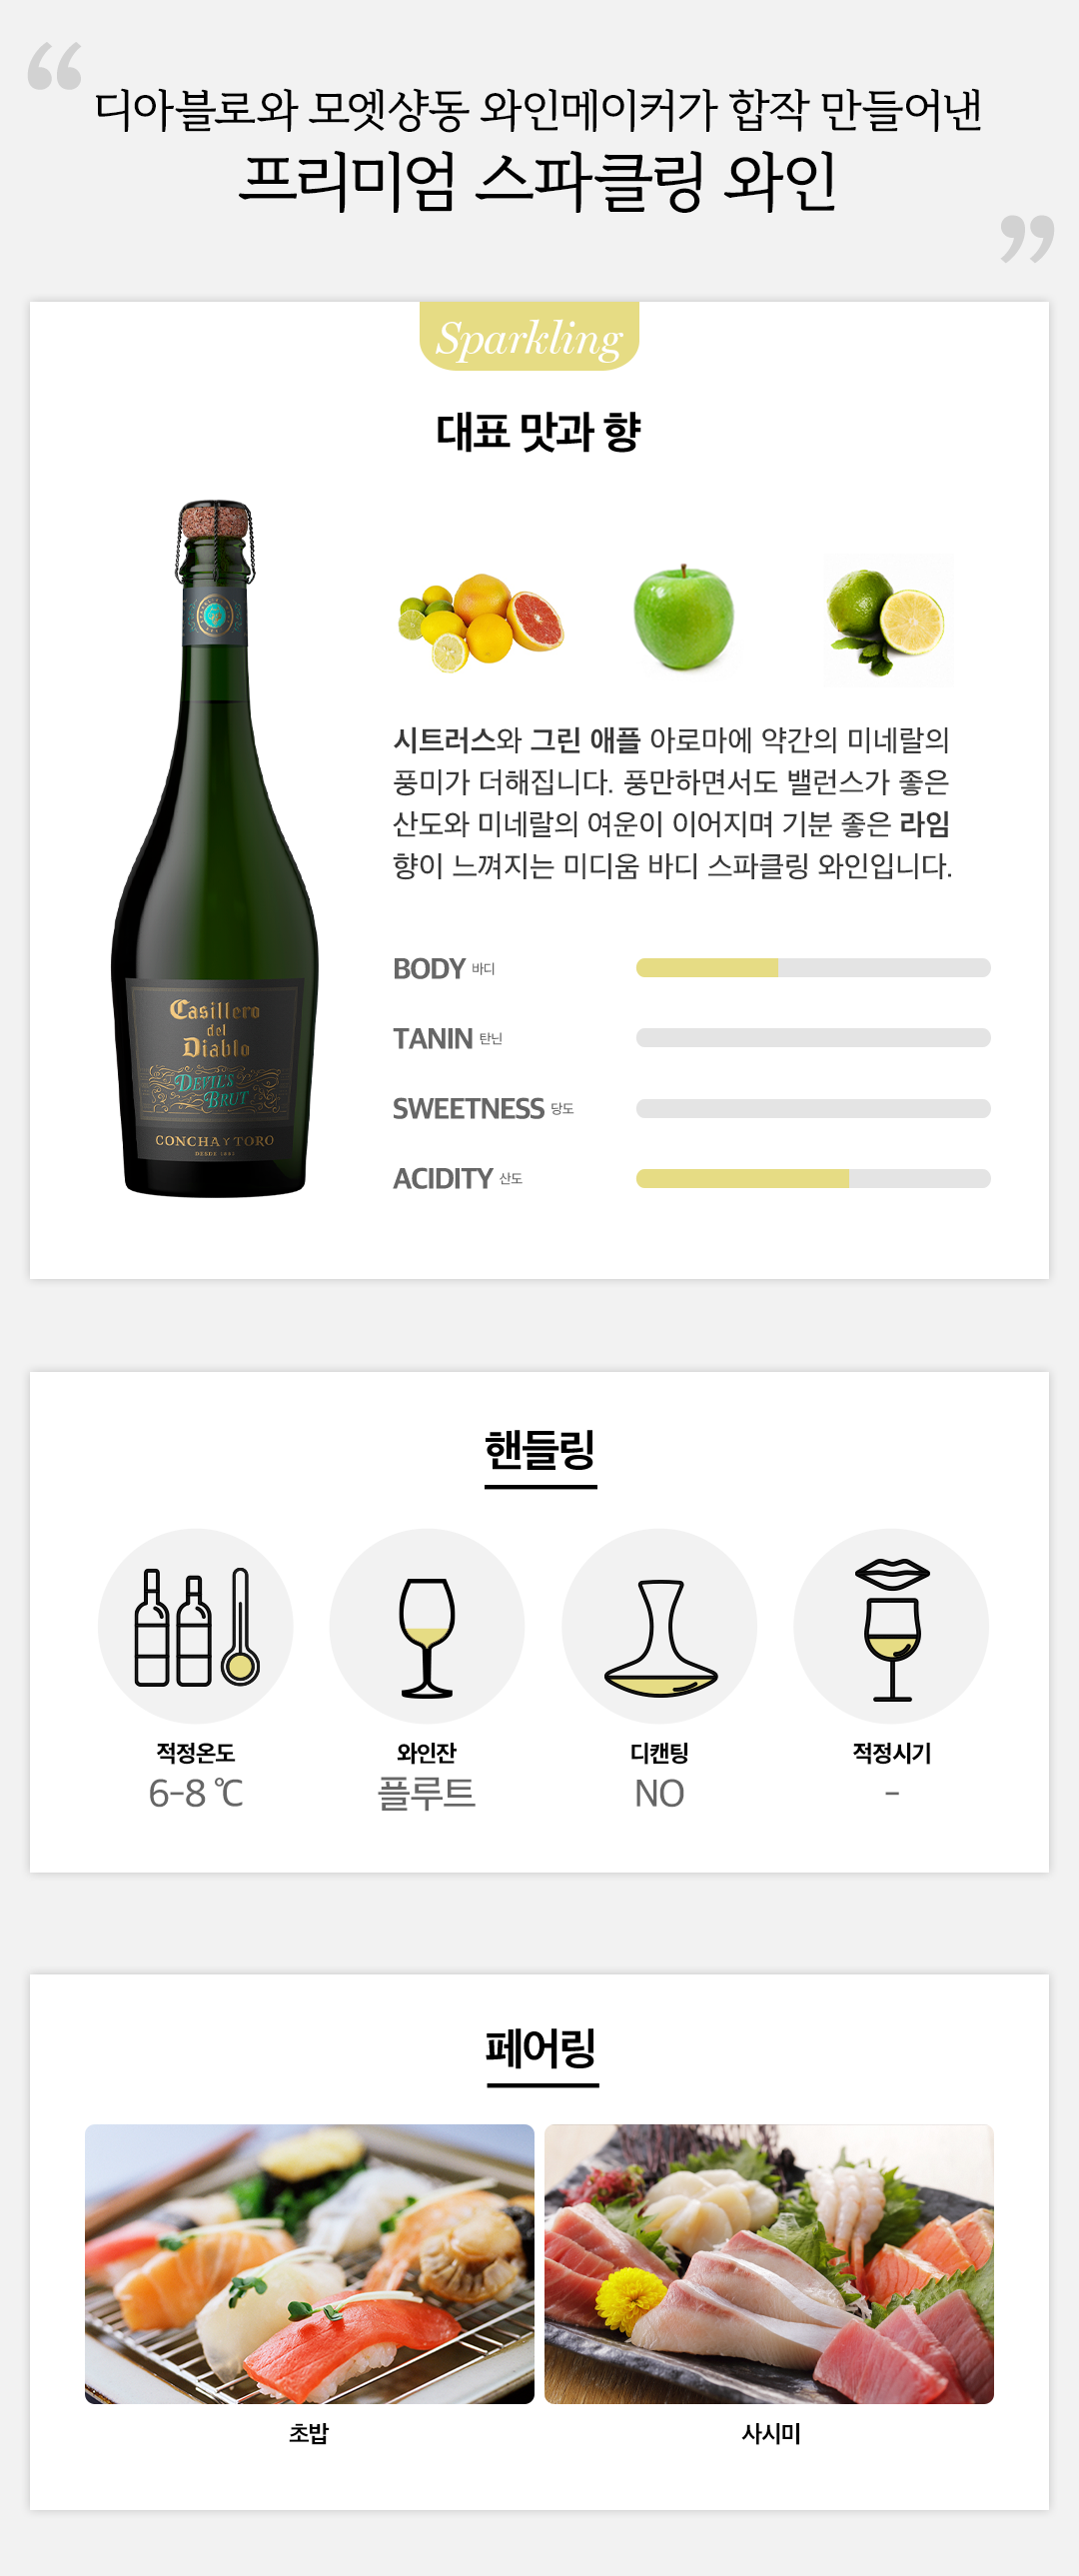 “
디아블로와 모엣샹동 와인메이커가 합작 만들어낸
프리미엄 스파클링 와인
”
Sparkling
대표 맛과 향
시트러스와 그린 애플 아로마에 약간의 미네랄의
풍미가 더해집니다. 풍만하면서도 밸런스가 좋은
산도와 미네랄의 여운이 이어지며 기분 좋은 라임
향이 느껴지는 미디움 바디 스파클링 와인입니다.
Casillero
del
Diablo
DEVIL'S
BRUT
CONCHA Y TORO
DESDE 1883
BODY 바디
TANIN 탄닌
SWEETNESS 당도
ACIDITY 산도
핸들링
적정온도
6-8 ℃
와인잔
플루트
디캔팅
NO
적정시기
-
페어링
초밥
사시미